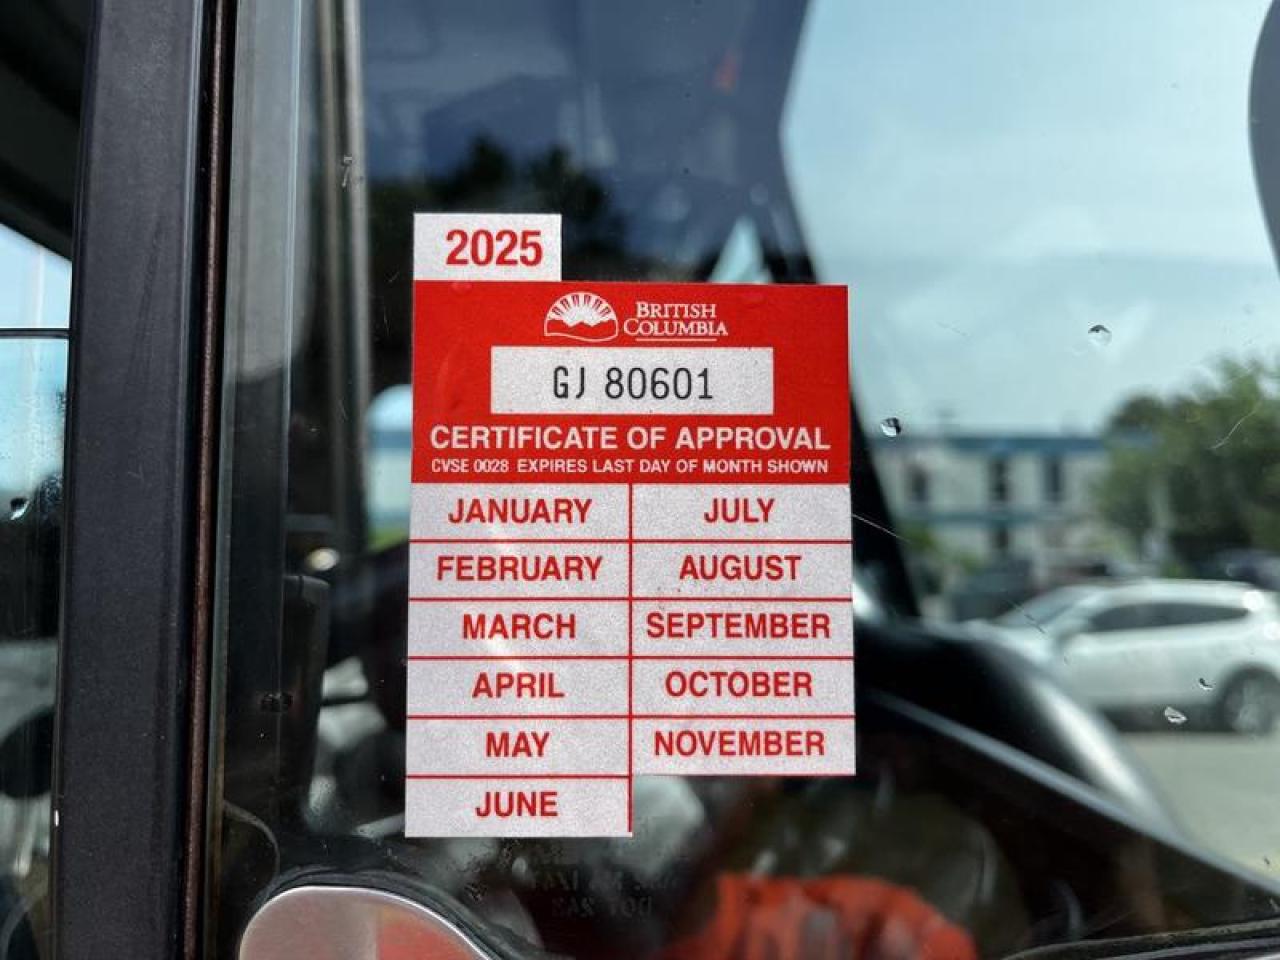 2025
BRITISH
COLUMBIA
GJ 80601
CERTIFICATE OF APPROVAL
CVSE 0028 EXPIRES LAST DAY OF MONTH SHOWN
JANUARY JULY
FEBRUARY AUGUST
MARCH SEPTEMBER
APRIL OCTOBER
MAY NOVEMBER
JUNE